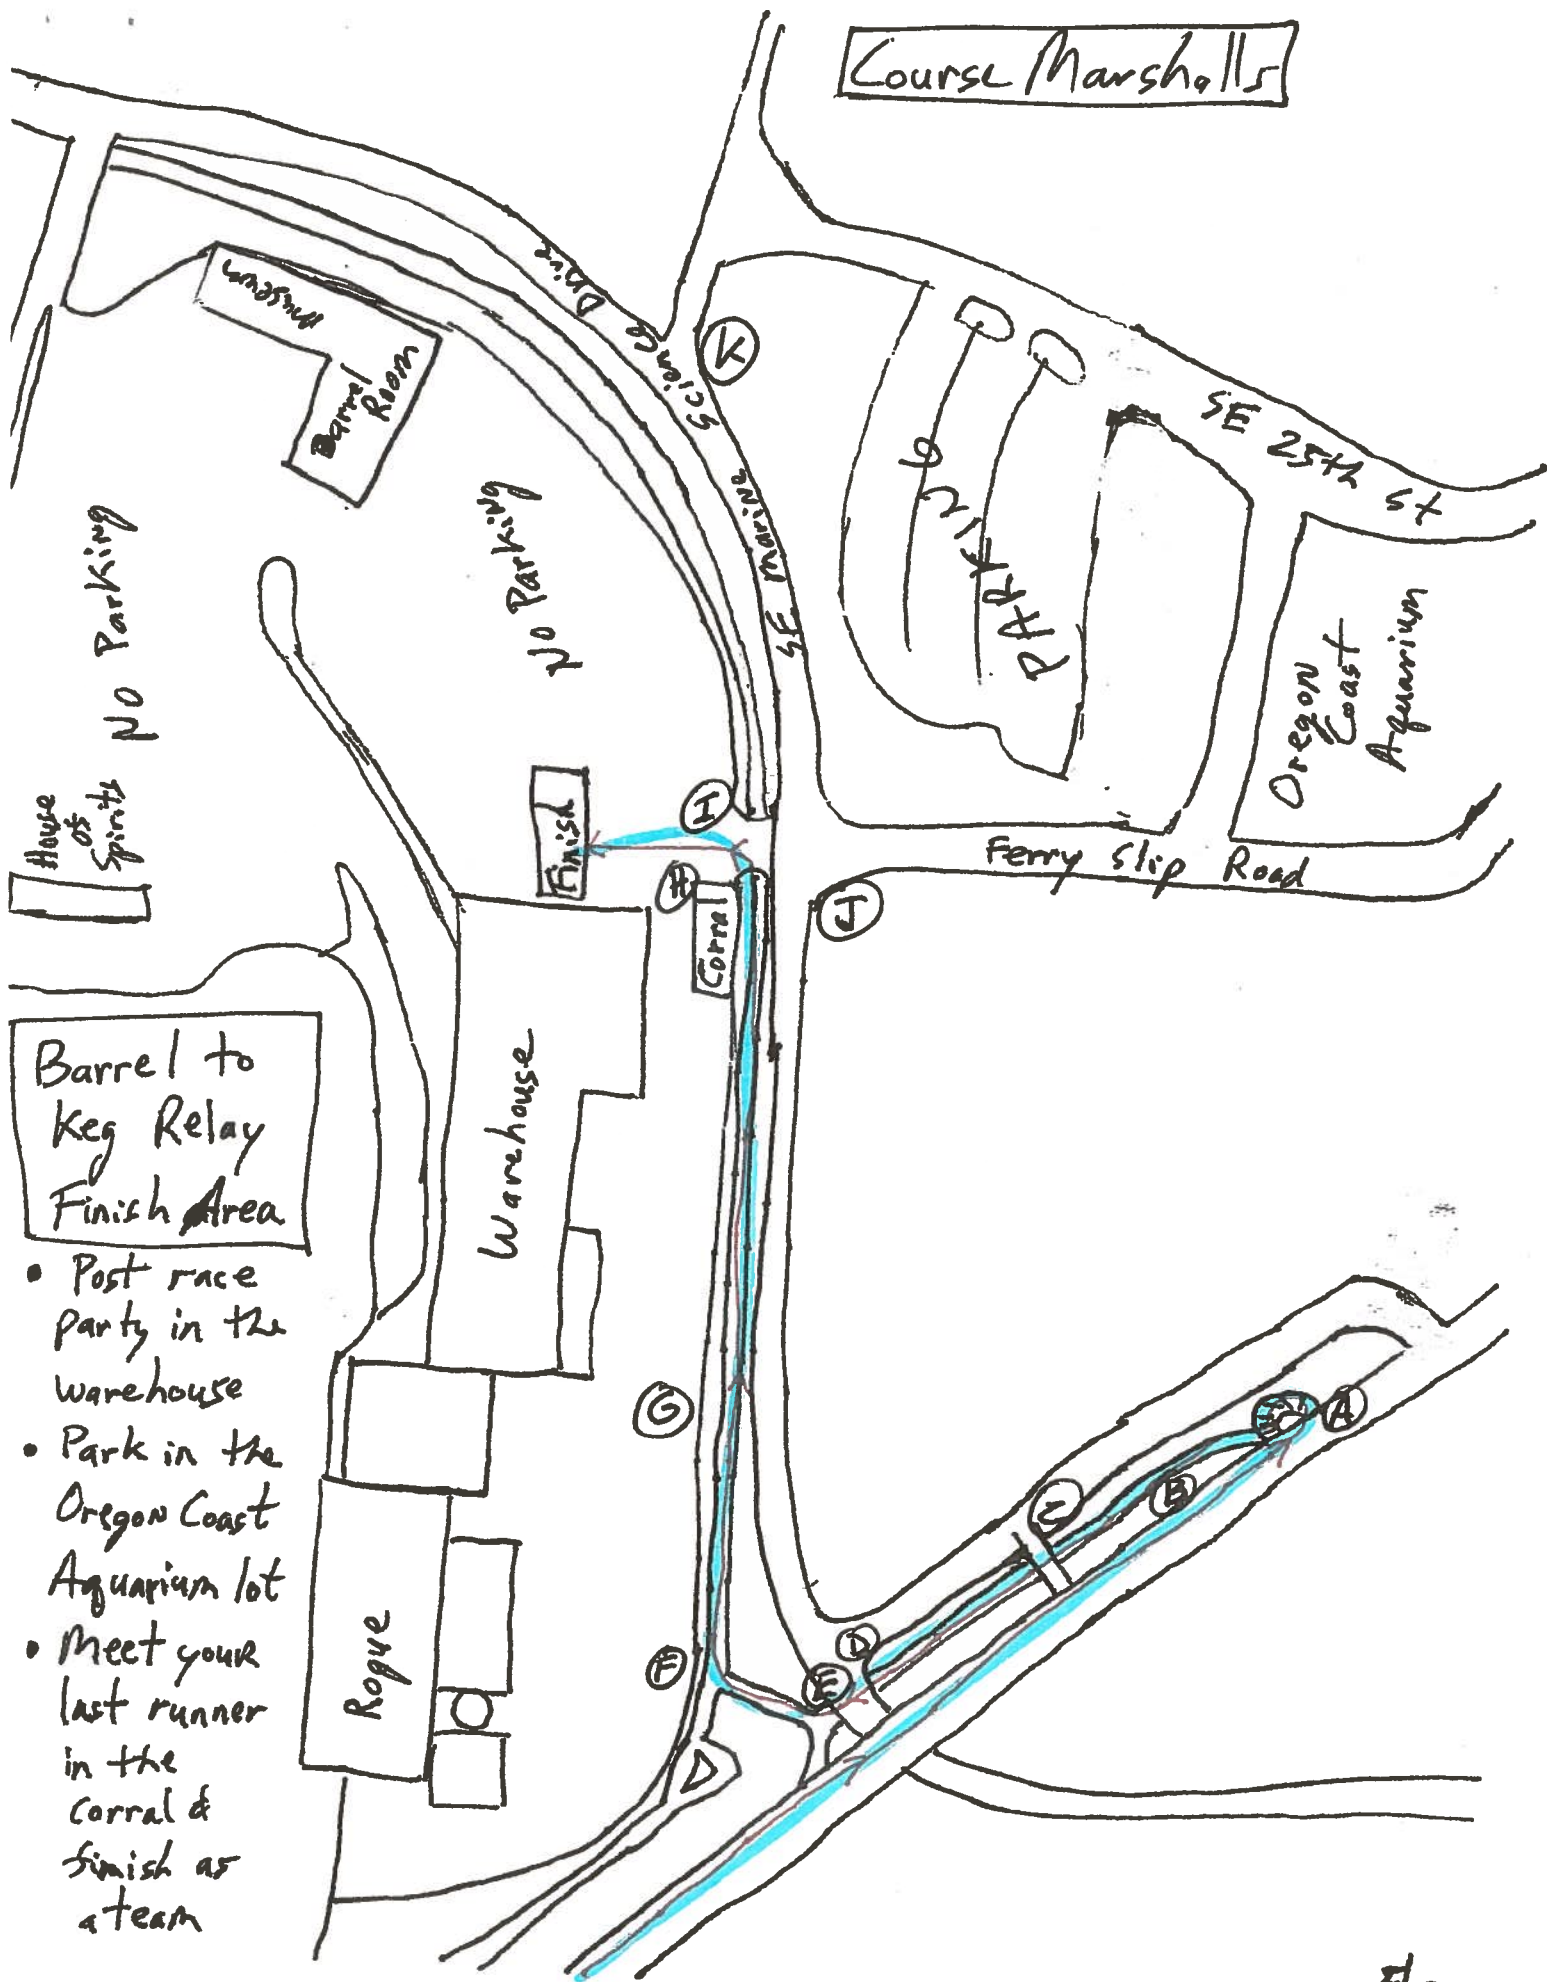 Course Marshalls
Drive
Science
Marine
SE
K
SE 25th St
Museum
Barrel
Room
PARKING
No Parking
No Parking
Oregon
Coast
Aquarium
House
of
Spirits
Finish
I
H
Corral
J
Ferry Slip Road
Barrel to
Keg Relay
Finish Area
• Post race
party in the
warehouse
• Park in the
Oregon Coast
Aquarium lot
• Meet your
last runner
in the
corral &
finish as
a team
Warehouse
G
A
B
C
D
E
F
Rogue